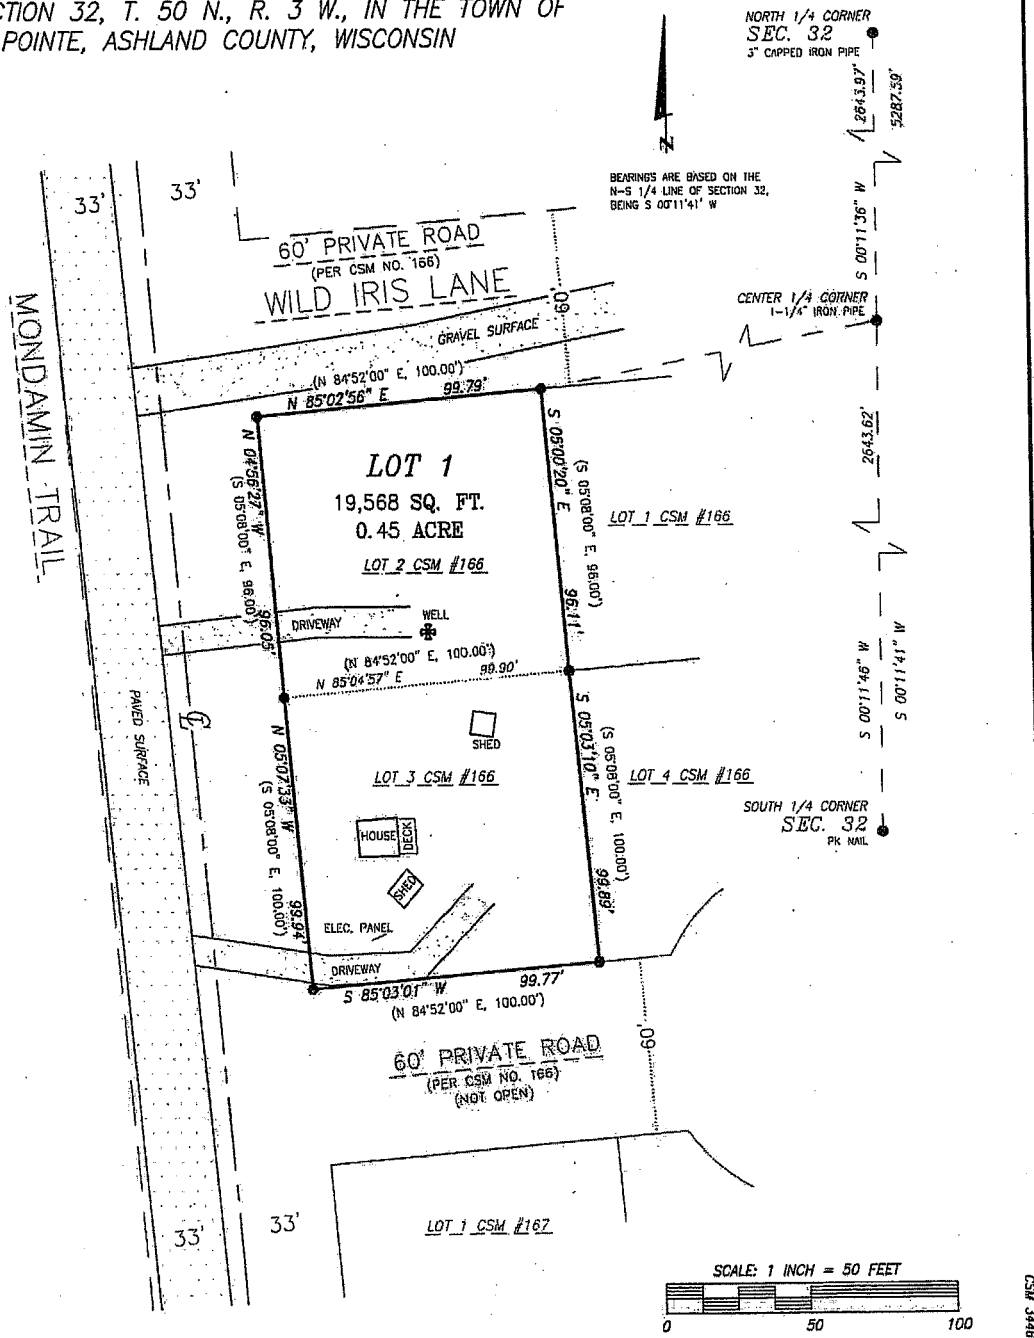 CTION 32, T. 50 N., R. 3 W., IN THE TOWN OF
POINTE, ASHLAND COUNTY, WISCONSIN
NORTH 1/4 CORNER
SEC. 32
3" CAPPED IRON PIPE
2643.97'
5287.59'
N
BEARINGS ARE BASED ON THE
N-S 1/4 LINE OF SECTION 32,
BEING S 00°11'41" W
S 00°11'36" W
33'
33'
60' PRIVATE ROAD
(PER CSM NO. 166)
WILD IRIS LANE
60'
GRAVEL SURFACE
CENTER 1/4 CORNER
1-1/4" IRON PIPE
MONDAMIN TRAIL
(N 84°52'00" E, 100.00')
N 85°02'56" E 99.79'
2643.62'
LOT 1
19,568 SQ. FT.
0.45 ACRE
LOT 2 CSM #166
N 04°56'27" W 96.05'
(S 05°08'00" E, 96.00')
S 05°00'20" E 96.11'
(S 05°08'00" E, 96.00')
LOT 1 CSM #166
DRIVEWAY
WELL
(N 84°52'00" E, 100.00')
N 85°04'57" E 99.90'
S 00°11'46" W
S 00°11'41" W
PAVED SURFACE
CL
SHED
LOT 3 CSM #166
LOT 4 CSM #166
N 05°07'33" W 99.94'
(S 05°08'00" E, 100.00')
S 05°03'10" E 99.89'
(S 05°08'00" E, 100.00')
HOUSE
DECK
SHED
SOUTH 1/4 CORNER
SEC. 32
PK NAIL
ELEC. PANEL
DRIVEWAY
S 85°03'01" W 99.77'
(N 84°52'00" E, 100.00')
60' PRIVATE ROAD
(PER CSM NO. 166)
(NOT OPEN)
60'
33'
33'
LOT 1 CSM #167
SCALE: 1 INCH = 50 FEET
0 50 100
CSM